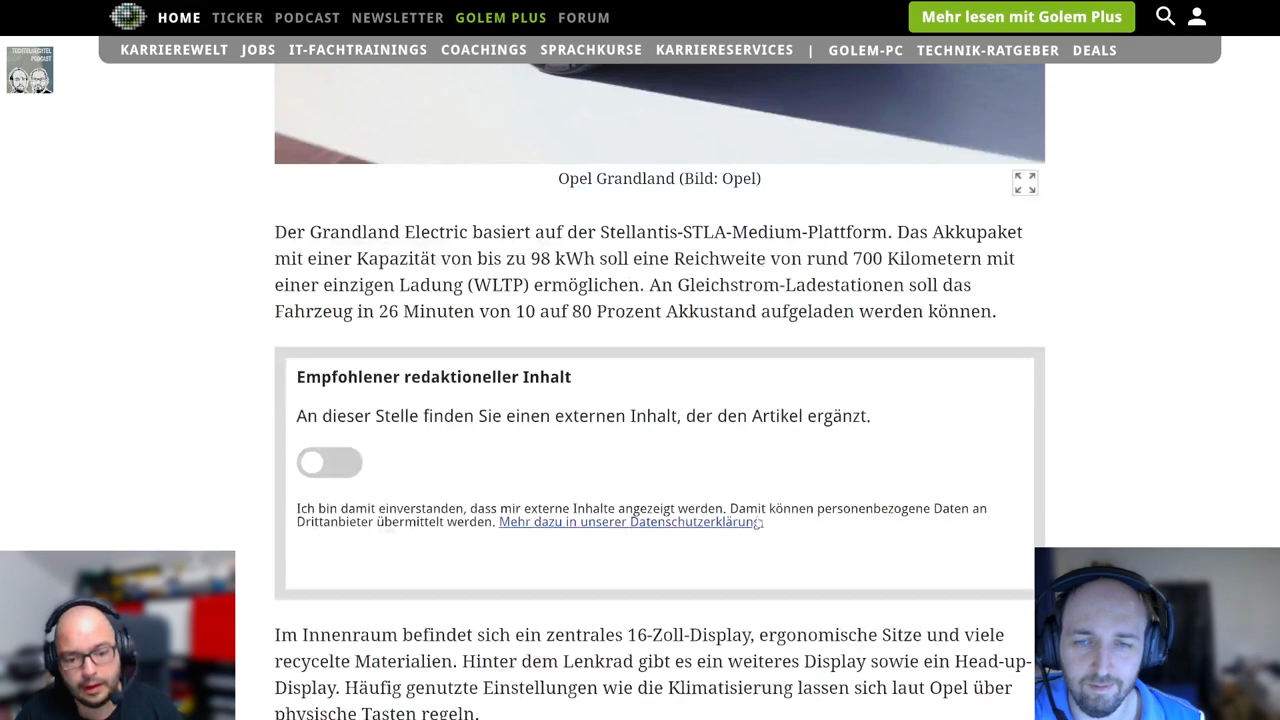 HOME TICKER PODCAST NEWSLETTER GOLEM PLUS FORUM
Mehr lesen mit Golem Plus
KARRIEREWELT JOBS IT-FACHTRAININGS COACHINGS SPRACHKURSE KARRIERESERVICES | GOLEM-PC TECHNIK-RATGEBER DEALS
TECHTELMECHTEL
PODCAST
Opel Grandland (Bild: Opel)
Der Grandland Electric basiert auf der Stellantis-STLA-Medium-Plattform. Das Akkupaket
mit einer Kapazität von bis zu 98 kWh soll eine Reichweite von rund 700 Kilometern mit
einer einzigen Ladung (WLTP) ermöglichen. An Gleichstrom-Ladestationen soll das
Fahrzeug in 26 Minuten von 10 auf 80 Prozent Akkustand aufgeladen werden können.
Empfohlener redaktioneller Inhalt
An dieser Stelle finden Sie einen externen Inhalt, der den Artikel ergänzt.
Ich bin damit einverstanden, dass mir externe Inhalte angezeigt werden. Damit können personenbezogene Daten an
Drittanbieter übermittelt werden. Mehr dazu in unserer Datenschutzerklärung
Im Innenraum befindet sich ein zentrales 16-Zoll-Display, ergonomische Sitze und viele
recycelte Materialien. Hinter dem Lenkrad gibt es ein weiteres Display sowie ein Head-up-
Display. Häufig genutzte Einstellungen wie die Klimatisierung lassen sich laut Opel über
physische Tasten regeln.